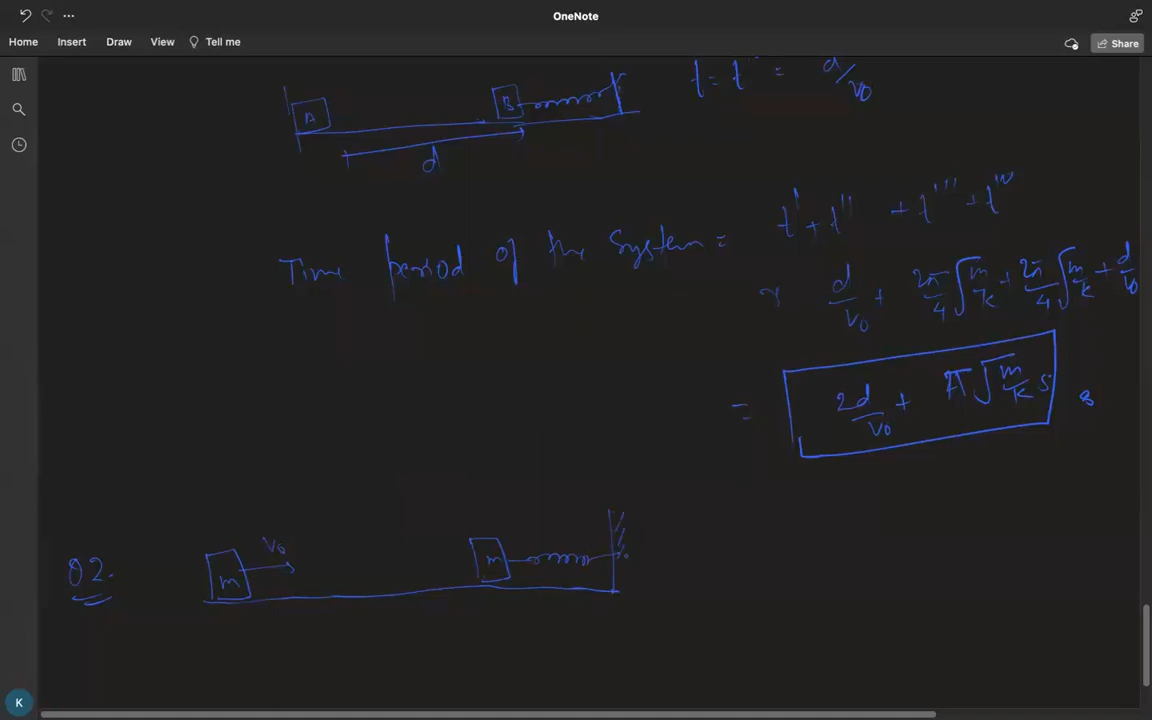 OneNote
Home Insert Draw View Tell me Share
t = t'' = d/v0
A B
d
Time period of the system = t' + t'' + t''' + t''''
= d/v0 + 2π/4 √m/k + 2π/4 √m/k + d/v0
= 2d/v0 + π√m/k s
Q2. m v0 m
K